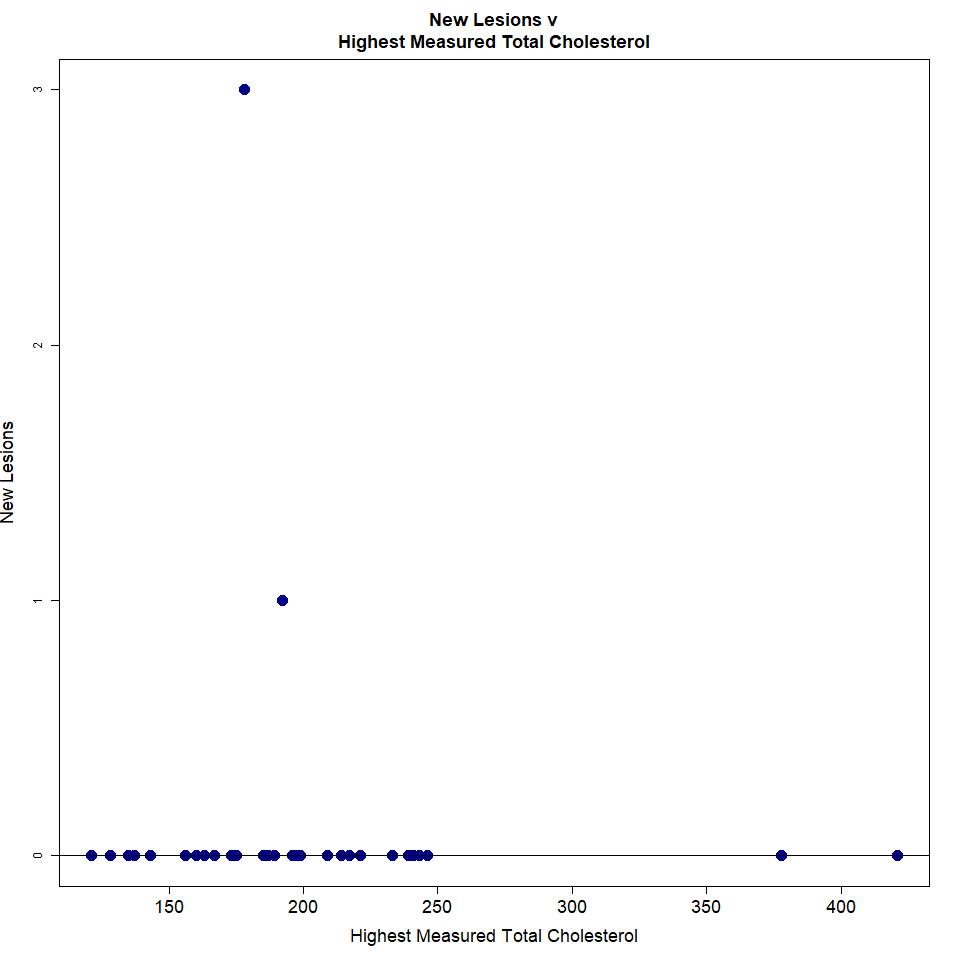 New Lesions v
Highest Measured Total Cholesterol
3
2
1
0
New Lesions
150 200 250 300 350 400
Highest Measured Total Cholesterol